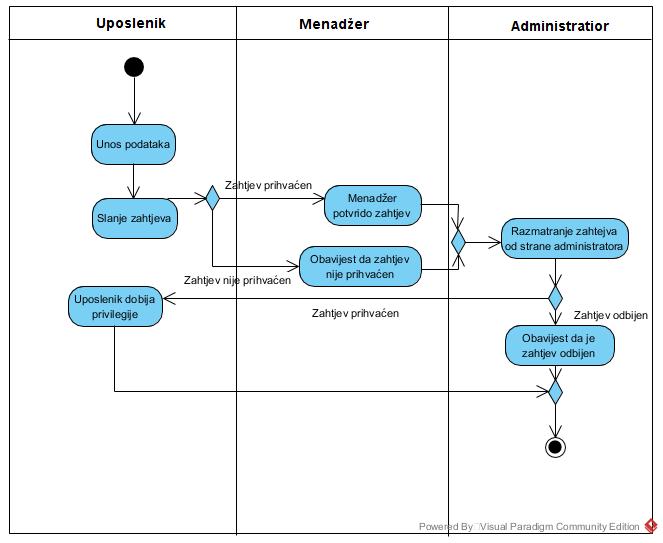 Uposlenik
Menadžer
Administratior
Unos podataka
Slanje zahtjeva
Zahtjev prihvaćen
Menadžer
potvrido zahtjev
Obavijest da zahtjev
nije prihvaćen
Zahtjev nije prihvaćen
Razmatranje zahtejva
od strane administratora
Uposlenik dobija
privilegije
Zahtjev prihvaćen
Zahtjev odbijen
Obavijest da je
zahtjev odbijen
Powered By Visual Paradigm Community Edition